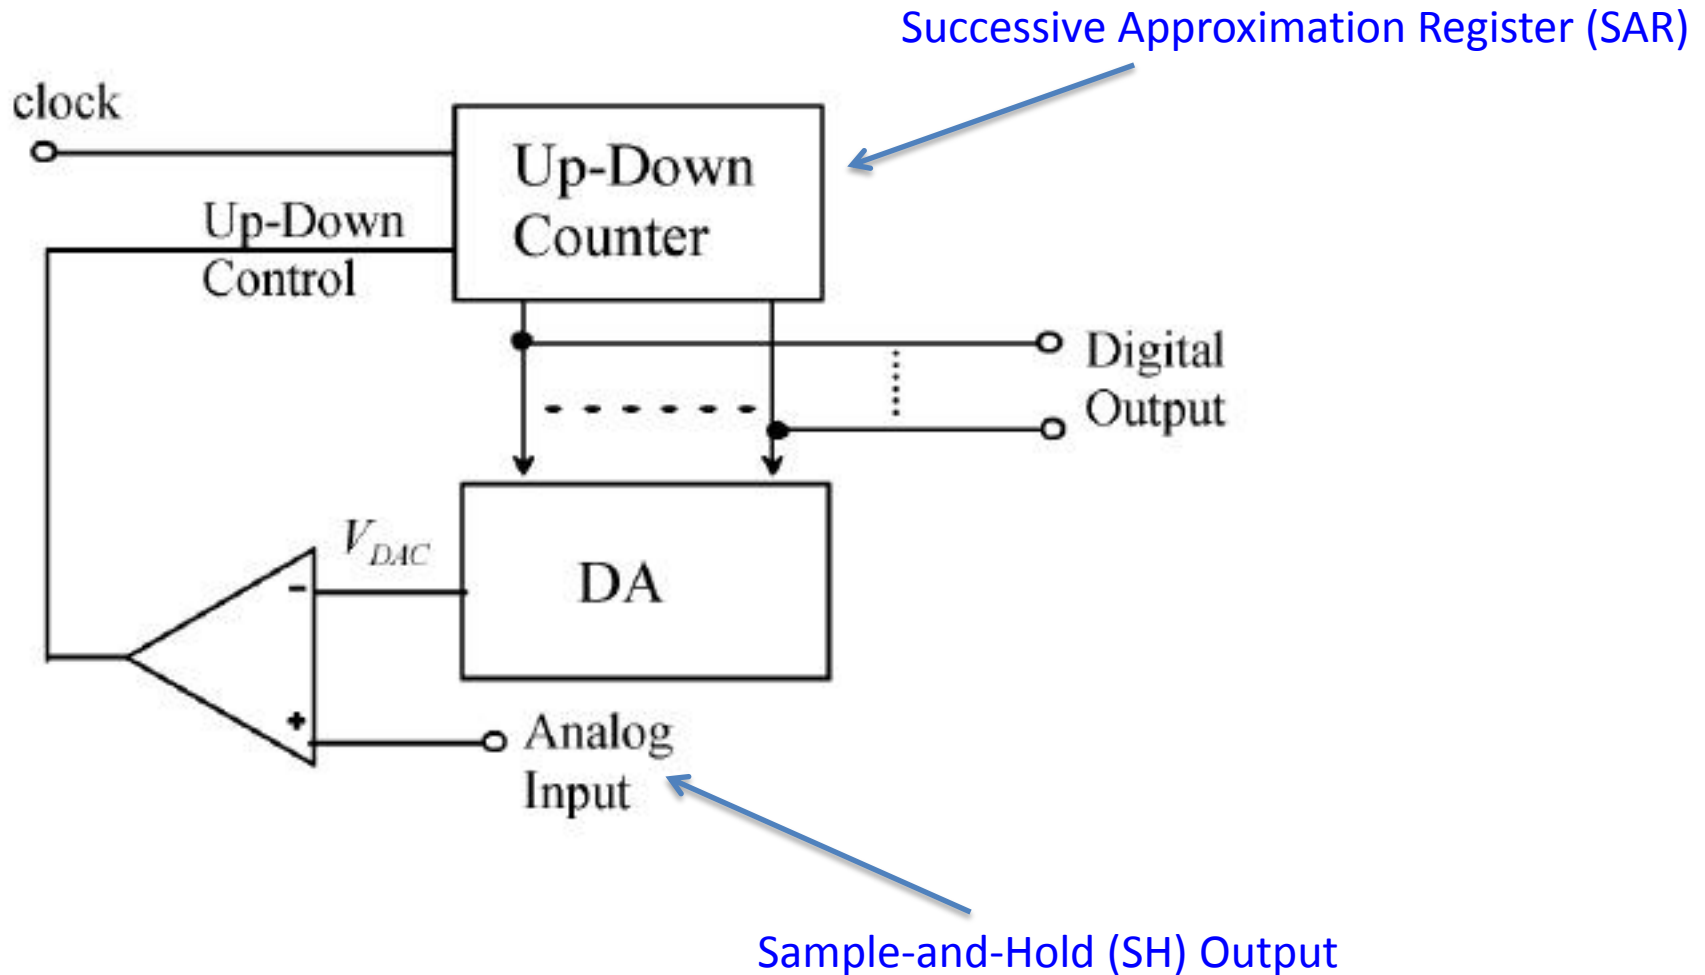 Successive Approximation Register (SAR)
clock
Up-Down
Counter
Up-Down
Control
Digital
Output
V_DAC
-
DA
+
Analog
Input
Sample-and-Hold (SH) Output